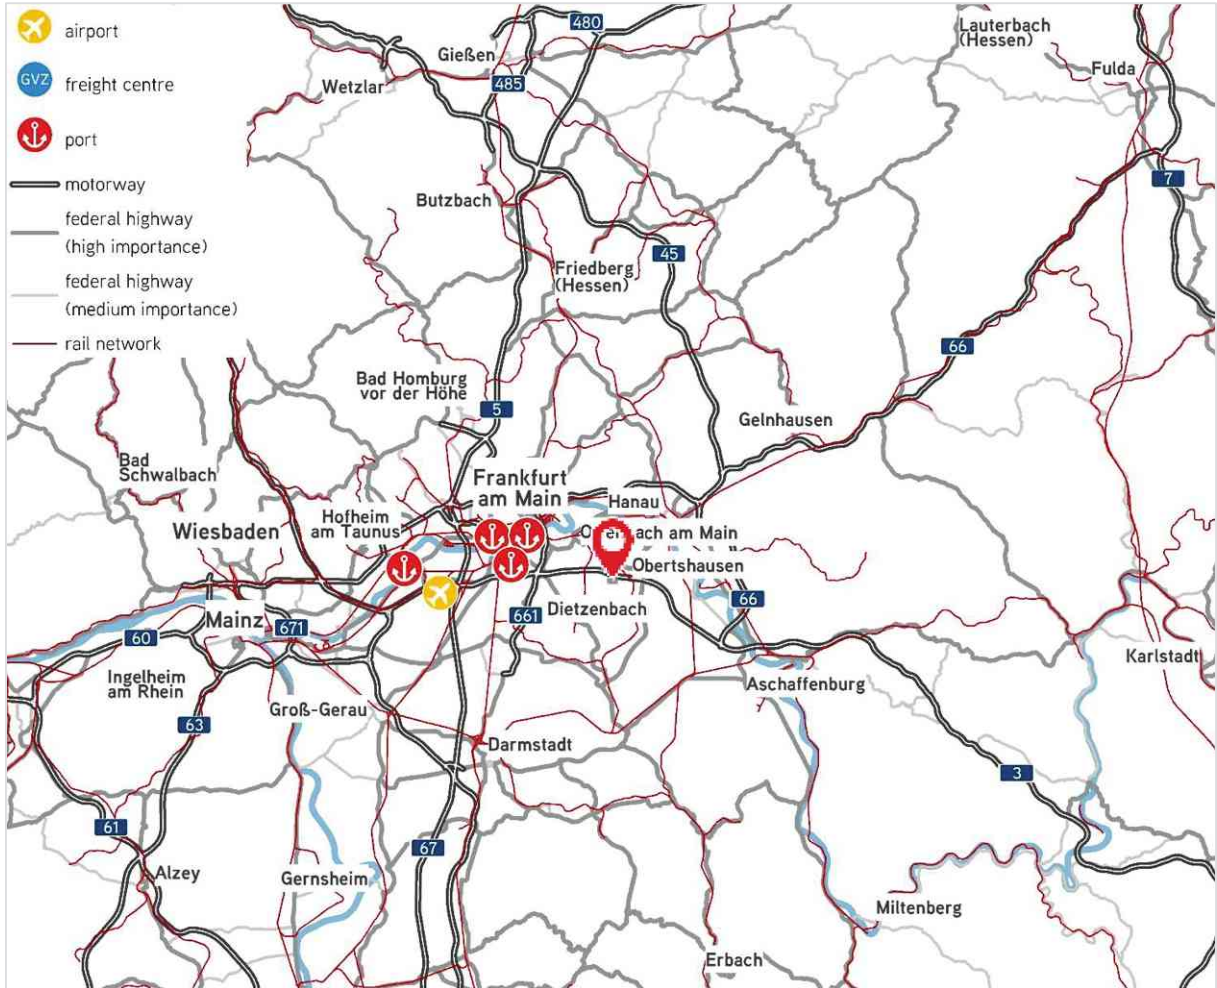 airport
GVZ freight centre
port
motorway
federal highway
(high importance)
federal highway
(medium importance)
rail network
480
Lauterbach
(Hessen)
Gießen
Fulda
Wetzlar
485
7
Butzbach
45
Friedberg
(Hessen)
66
Bad Homburg
vor der Höhe
5
Gelnhausen
Bad
Schwalbach
Frankfurt
am Main
Hanau
Wiesbaden
Hofheim
am Taunus
am Main
Obertshausen
66
Dietzenbach
661
Mainz
671
60
Karlstadt
Ingelheim
am Rhein
Aschaffenburg
Groß-Gerau
63
Darmstadt
3
61
67
Alzey
Gernsheim
Miltenberg
Erbach